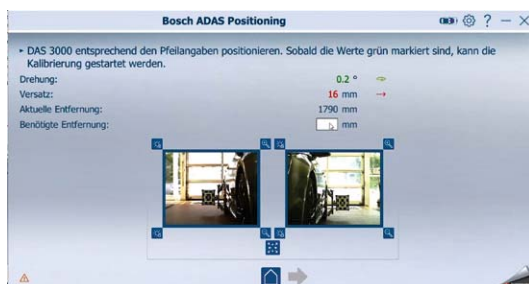 Bosch ADAS Positioning
? – X
▸ DAS 3000 entsprechend den Pfeilangaben positionieren. Sobald die Werte grün markiert sind, kann die
Kalibrierung gestartet werden.
Drehung: 0.2 °
Versatz: 16 mm →
Aktuelle Entfernung: 1790 mm
Benötigte Entfernung: mm